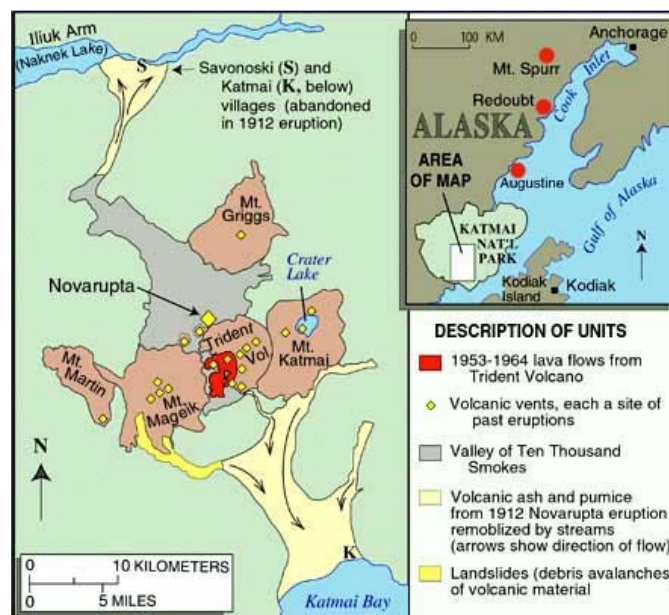 Iliuk Arm
(Naknek Lake)
S
Savonoski (S) and
Katmai (K, below)
villages (abandoned
in 1912 eruption)
Mt.
Griggs
Novarupta
Crater
Lake
Trident
Vol
Mt.
Katmai
Mt.
Martin
Mt.
Mageik
N
0 10 KILOMETERS
0 5 MILES
K
Katmai Bay
0 100 KM
Anchorage
Mt. Spurr
Redoubt
Cook Inlet
ALASKA
AREA
OF MAP
Augustine
KATMAI
NAT'L
PARK
Gulf of Alaska
N
Kodiak
Island
Kodiak
DESCRIPTION OF UNITS
1953-1964 lava flows from
Trident Volcano
Volcanic vents, each a site of
past eruptions
Valley of Ten Thousand
Smokes
Volcanic ash and pumice
from 1912 Novarupta eruption
remoblized by streams
(arrows show direction of flow)
Landslides (debris avalanches
of volcanic material